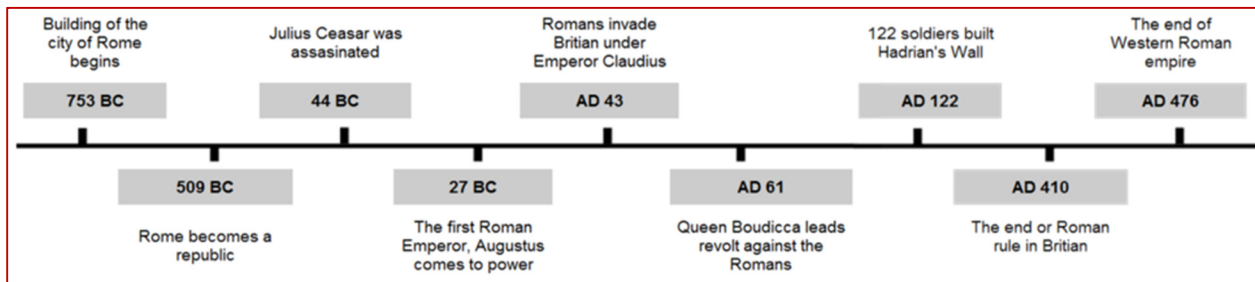 Building of the
city of Rome
begins
753 BC
509 BC
Rome becomes a
republic
Julius Ceasar was
assasinated
44 BC
27 BC
The first Roman
Emperor, Augustus
comes to power
Romans invade
Britian under
Emperor Claudius
AD 43
AD 61
Queen Boudicca leads
revolt against the
Romans
122 soldiers built
Hadrian's Wall
AD 122
AD 410
The end or Roman
rule in Britian
The end of
Western Roman
empire
AD 476